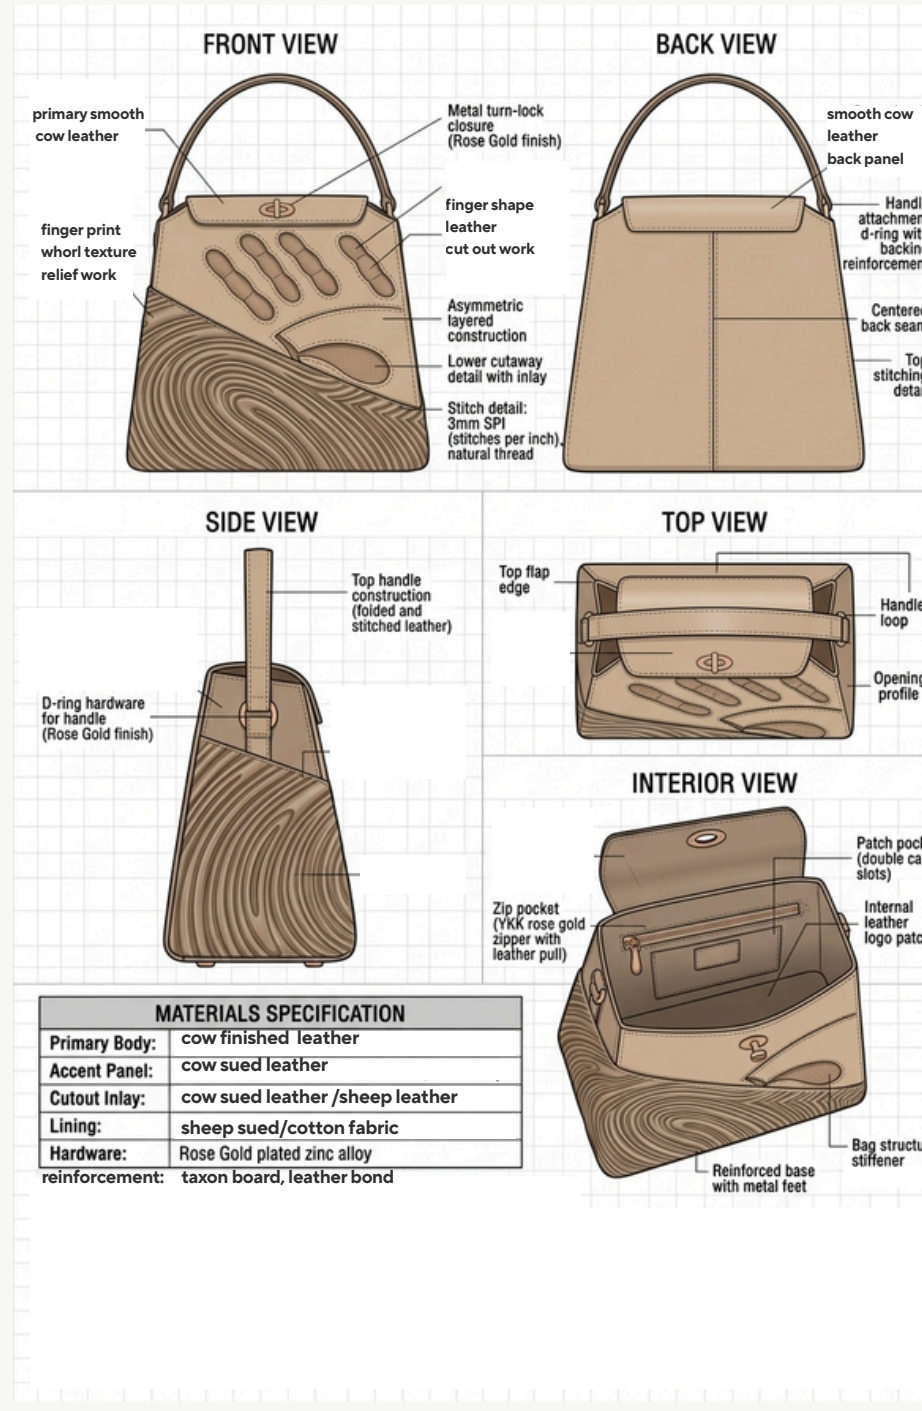 FRONT VIEW
primary smooth
cow leather
Metal turn-lock
closure
(Rose Gold finish)
finger print
whorl texture
relief work
finger shape
leather
cut out work
Asymmetric
layered
construction
Lower cutaway
detail with inlay
Stitch detail:
3mm SPI
(stitches per inch),
natural thread
BACK VIEW
smooth cow
leather
back panel
Handl
attachmen
d-ring wit
backin
reinforcemen
Centered
back seam
To
stitching
deta
SIDE VIEW
Top handle
construction
(folded and
stitched leather)
D-ring hardware
for handle
(Rose Gold finish)
TOP VIEW
Top flap
edge
Handle
loop
Opening
profile
INTERIOR VIEW
Patch poc
(double ca
slots)
Zip pocket
(YKK rose gold
zipper with
leather pull)
Internal
leather
logo patc
Bag structu
stiffener
Reinforced base
with metal feet
MATERIALS SPECIFICATION
Primary Body: cow finished leather
Accent Panel: cow sued leather
Cutout Inlay: cow sued leather /sheep leather
Lining: sheep sued/cotton fabric
Hardware: Rose Gold plated zinc alloy
reinforcement: taxon board, leather bond